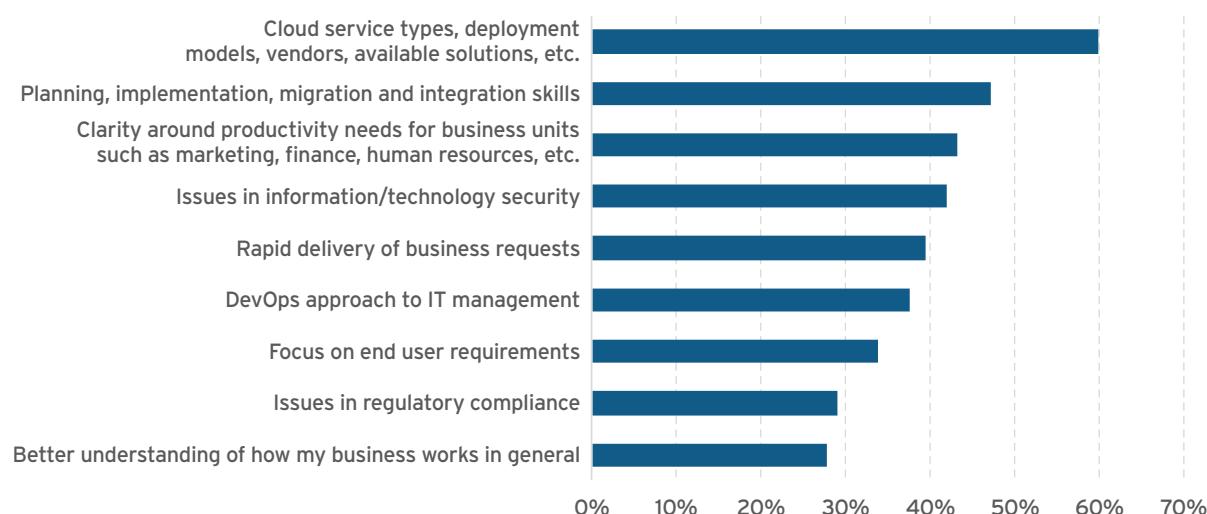 Cloud service types, deployment
models, vendors, available solutions, etc.
Planning, implementation, migration and integration skills
Clarity around productivity needs for business units
such as marketing, finance, human resources, etc.
Issues in information/technology security
Rapid delivery of business requests
DevOps approach to IT management
Focus on end user requirements
Issues in regulatory compliance
Better understanding of how my business works in general
0% 10% 20% 30% 40% 50% 60% 70%